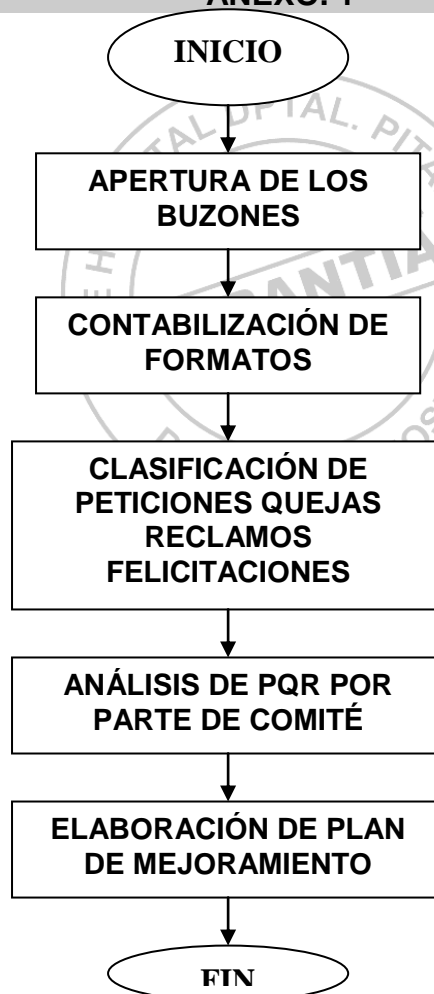 ANEXO. 1
INICIO
APERTURA DE LOS
BUZONES
CONTABILIZACIÓN DE
FORMATOS
CLASIFICACIÓN DE
PETICIONES QUEJAS
RECLAMOS
FELICITACIONES
ANÁLISIS DE PQR POR
PARTE DE COMITÉ
ELABORACIÓN DE PLAN
DE MEJORAMIENTO
FIN